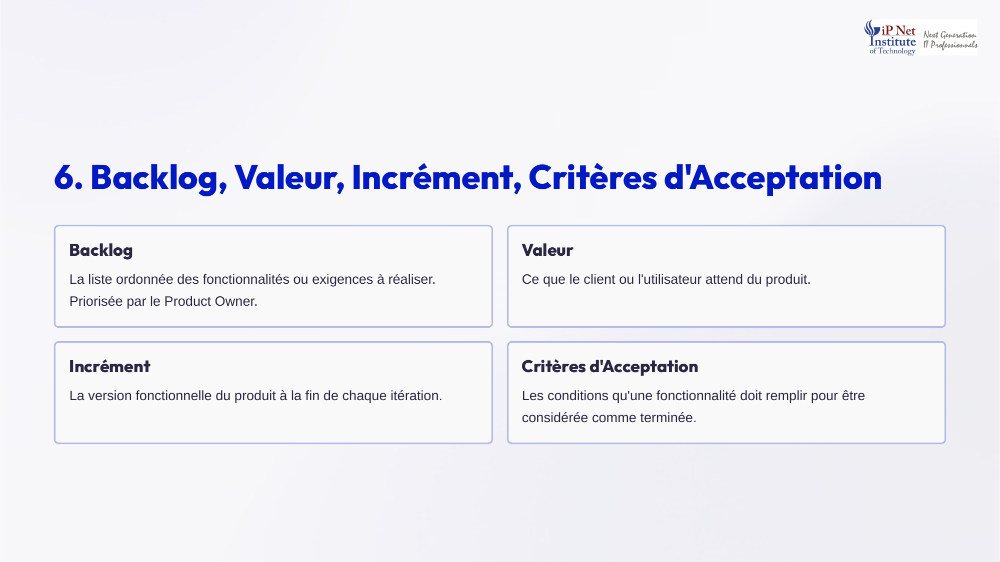 iP Net
Institute
of Technology
Next Generation
IT Professionnels
6. Backlog, Valeur, Incrément, Critères d'Acceptation
Backlog
La liste ordonnée des fonctionnalités ou exigences à réaliser.
Priorisée par le Product Owner.
Valeur
Ce que le client ou l'utilisateur attend du produit.
Incrément
La version fonctionnelle du produit à la fin de chaque itération.
Critères d'Acceptation
Les conditions qu'une fonctionnalité doit remplir pour être
considérée comme terminée.